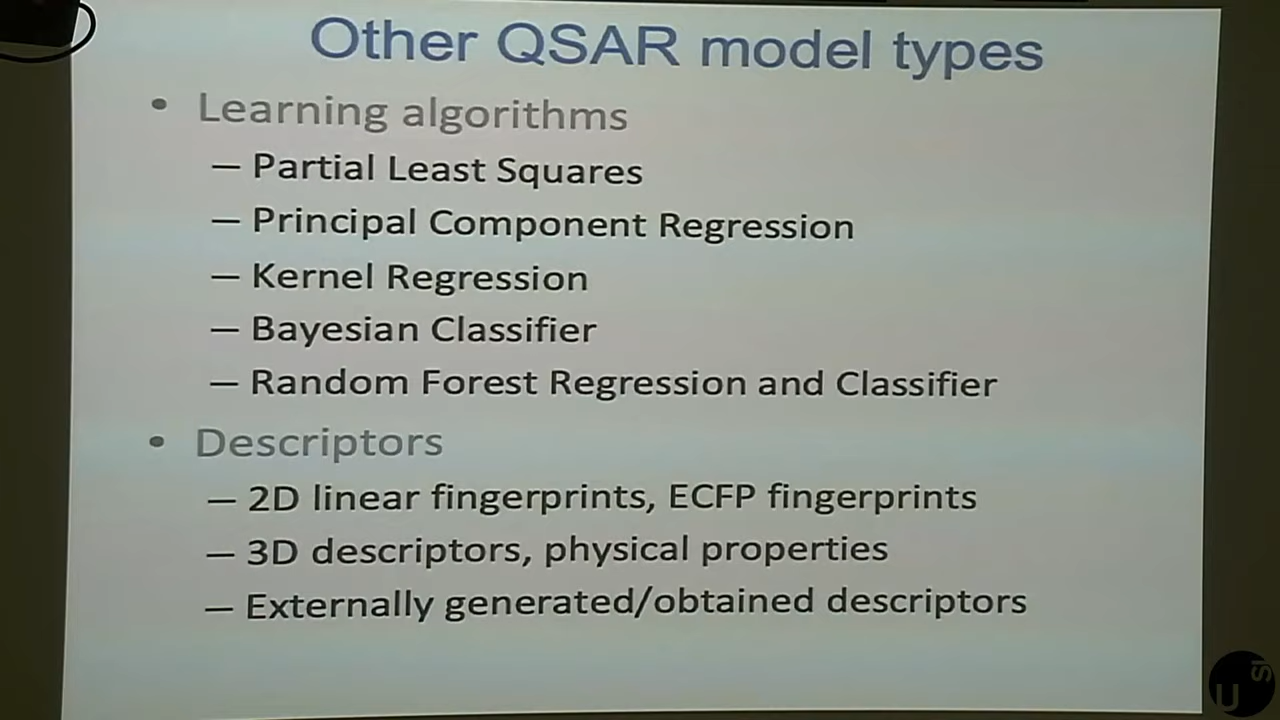 Other QSAR model types
• Learning algorithms
– Partial Least Squares
– Principal Component Regression
– Kernel Regression
– Bayesian Classifier
– Random Forest Regression and Classifier
• Descriptors
– 2D linear fingerprints, ECFP fingerprints
– 3D descriptors, physical properties
– Externally generated/obtained descriptors
U SI